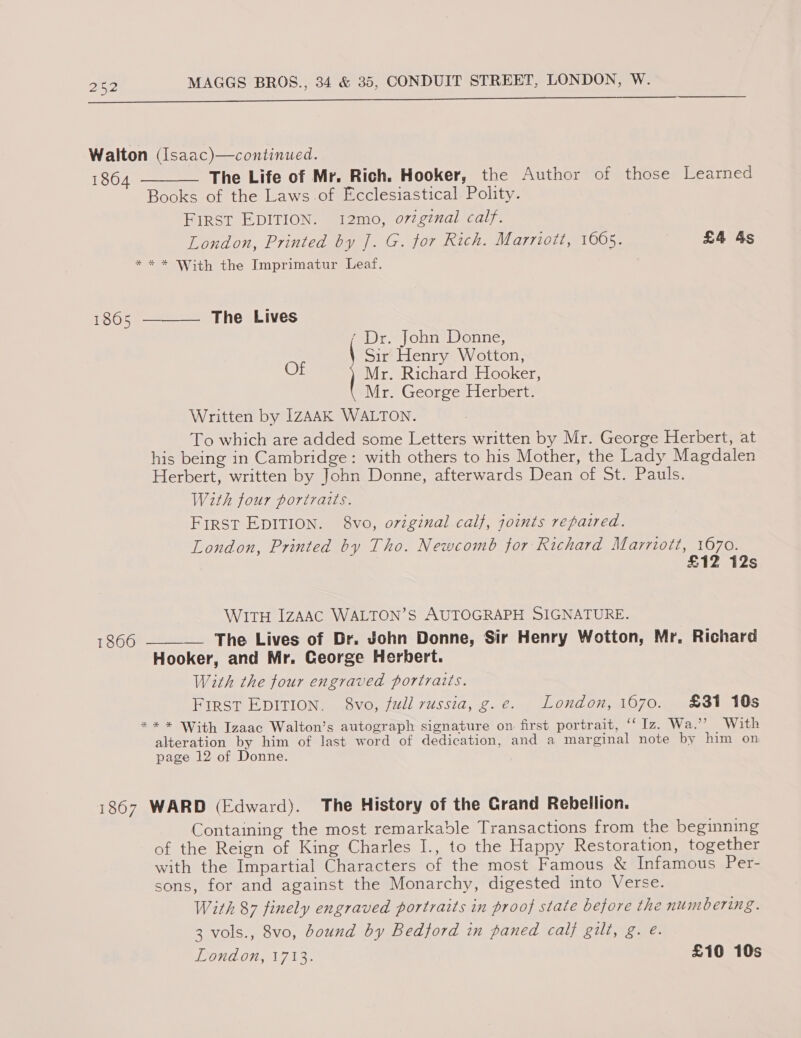 252 MAGGS BROS., 34 & 35, CONDUIT STREET, LONDON, W.
Walton (Isaac)—continued.
1864 ——— The Life of Mr. Rich. Hooker, the Author of those Learned
Books of the Laws of Ecclesiastical Polity.
FIRST EDITION. 12mo, original calf.
London, Printed by J. G. for Rich. Marriott, 1665. £4 4s
*** With the Imprimatur Leaf.
1865 ——— The Lives
Of { Dr. John Donne,
Sir Henry Wotton,
Mr. Richard Hooker,
Mr. George Herbert.
Written by IZAAK WALTON.
To which are added some Letters written by Mr. George Herbert, at
his being in Cambridge: with others to his Mother, the Lady Magdalen
Herbert, written by John Donne, afterwards Dean of St. Pauls.
With four portraits.
FIRST EDITION. 8vo, original calf, joints repaired.
London, Printed by Tho. Newcomb for Richard Marriott, 1670.
£12 12s
WITH IZAAC WALTON'S AUTOGRAPH SIGNATURE.
1866 ——— The Lives of Dr. John Donne, Sir Henry Wotton, Mr. Richard
Hooker, and Mr. George Herbert.
With the four engraved portraits.
FIRST EDITION. 8vo, full russia, g. e. London, 1670. £31 10s
*** With Izaac Walton's autograph signature on first portrait, "Iz. Wa." With
alteration by him of last word of dedication, and a marginal note by him on
page 12 of Donne.
1867 WARD (Edward). The History of the Grand Rebellion.
Containing the most remarkable Transactions from the beginning
of the Reign of King Charles I., to the Happy Restoration, together
with the Impartial Characters of the most Famous & Infamous Per-
sons, for and against the Monarchy, digested into Verse.
With 87 finely engraved portraits in proof state before the numbering.
3 vols., 8vo, bound by Bedford in paned calf gilt, g. e.
London, 1713. £10 10s